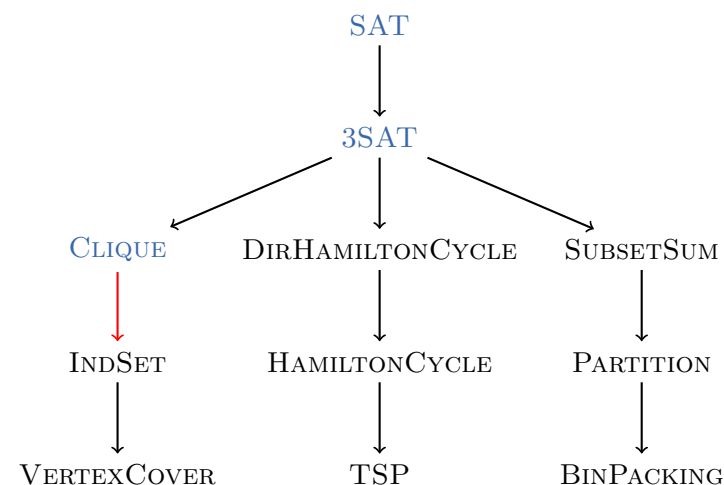 SAT
3SAT
CLIQUE DIRHAMILTONCYCLE SUBSETSUM
INDSET HAMILTONCYCLE PARTITION
VERTEXCOVER TSP BINPACKING